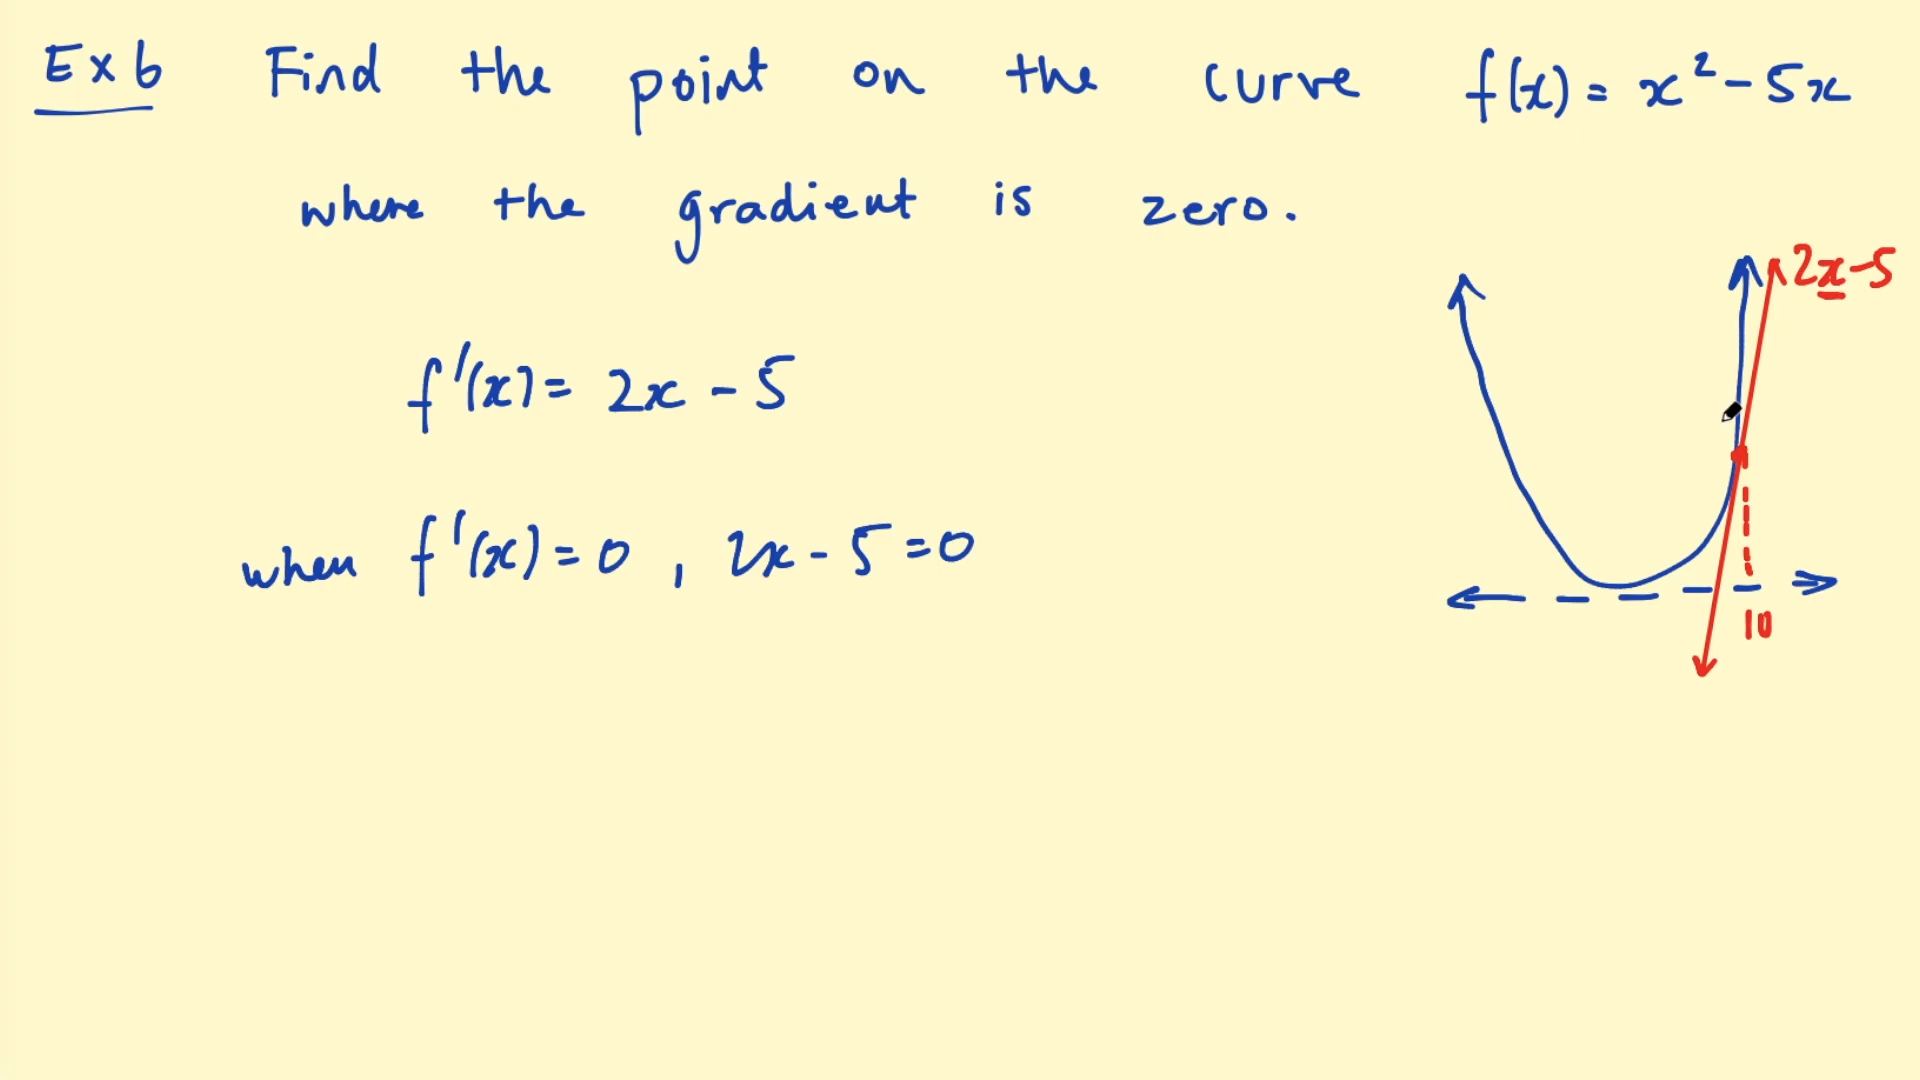 Ex 6 Find the point on the curve f(x) = x² - 5x
where the gradient is zero.
2x - 5
f'(x) = 2x - 5
when f'(x) = 0 , 2x - 5 = 0
10